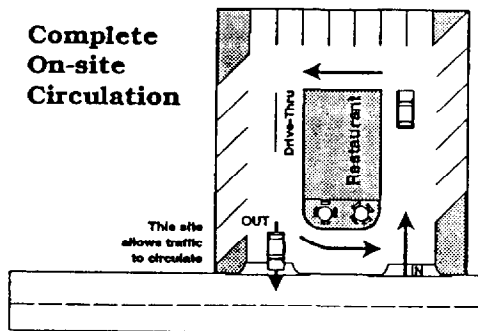 Complete
On-site
Circulation
Drive-Thru
Restaurant
This site
allows traffic
to circulate
OUT
IN